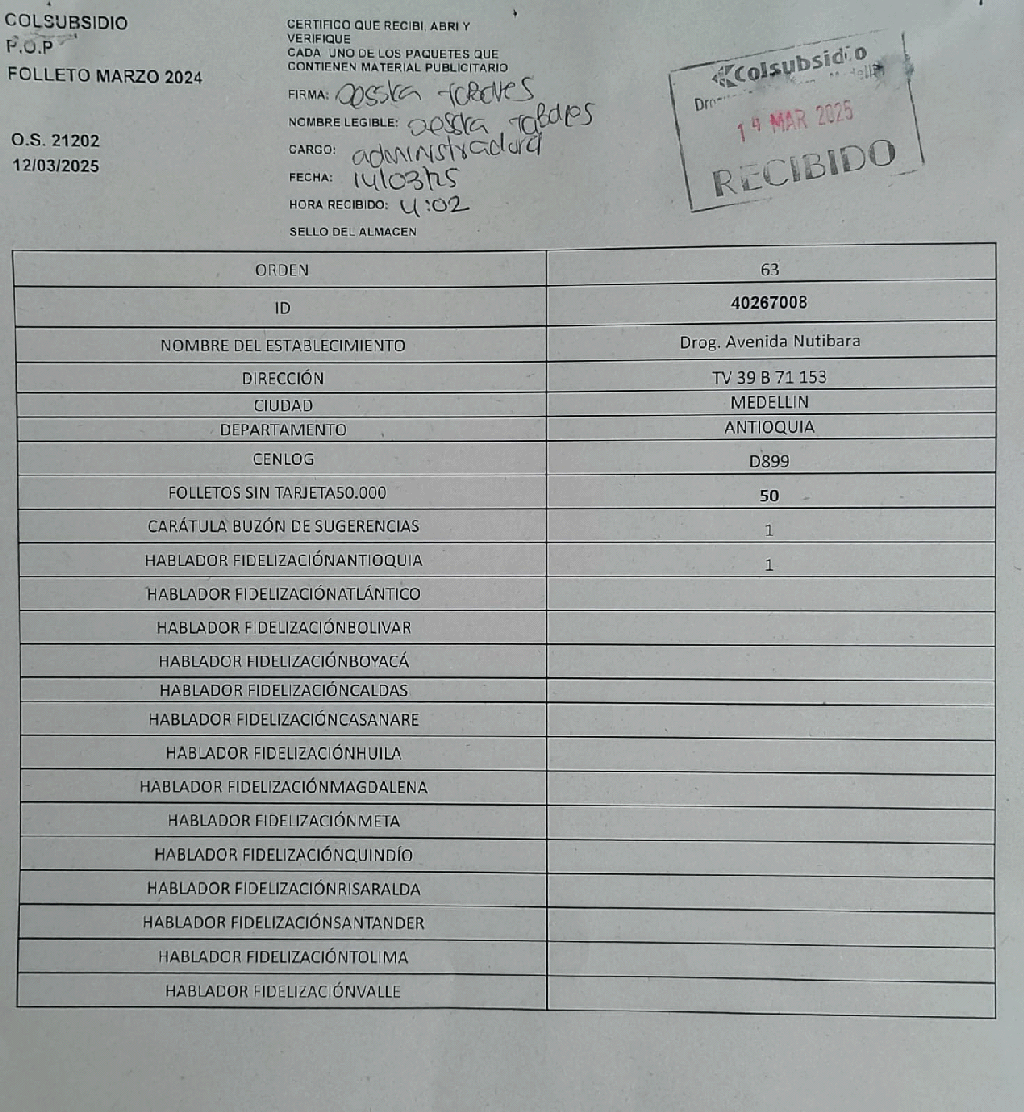 COLSUBSIDIO
P.O.P
FOLLETO MARZO 2024
O.S. 21202
12/03/2025
CERTIFICO QUE RECIBI, ABRI Y
VERIFIQUE
CADA UNO DE LOS PAQUETES QUE
CONTIENEN MATERIAL PUBLICITARIO
FIRMA:
NOMBRE LEGIBLE:
CARGO: administradora
FECHA: 14/03/25
HORA RECIBIDO: 4:02
SELLO DEL ALMACEN
Colsubsidio
MAR 2025
RECIBIDO
ORDEN 63
ID 40267008
NOMBRE DEL ESTABLECIMIENTO Drog. Avenida Nutibara
DIRECCIÓN TV 39 B 71 153
CIUDAD MEDELLIN
DEPARTAMENTO ANTIOQUIA
CENLOG D899
FOLLETOS SIN TARJETA50.000 50
CARÁTULA BUZÓN DE SUGERENCIAS 1
HABLADOR FIDELIZACIÓNANTIOQUIA 1
HABLADOR FIDELIZACIÓNATLÁNTICO
HABLADOR FIDELIZACIÓNBOLIVAR
HABLADOR FIDELIZACIÓNBOYACÁ
HABLADOR FIDELIZACIÓNCALDAS
HABLADOR FIDELIZACIÓNCASANARE
HABLADOR FIDELIZACIÓNHUILA
HABLADOR FIDELIZACIÓNMAGDALENA
HABLADOR FIDELIZACIÓNMETA
HABLADOR FIDELIZACIÓNQUINDÍO
HABLADOR FIDELIZACIÓNRISARALDA
HABLADOR FIDELIZACIÓNSANTANDER
HABLADOR FIDELIZACIÓNTOLIMA
HABLADOR FIDELIZACIÓNVALLE